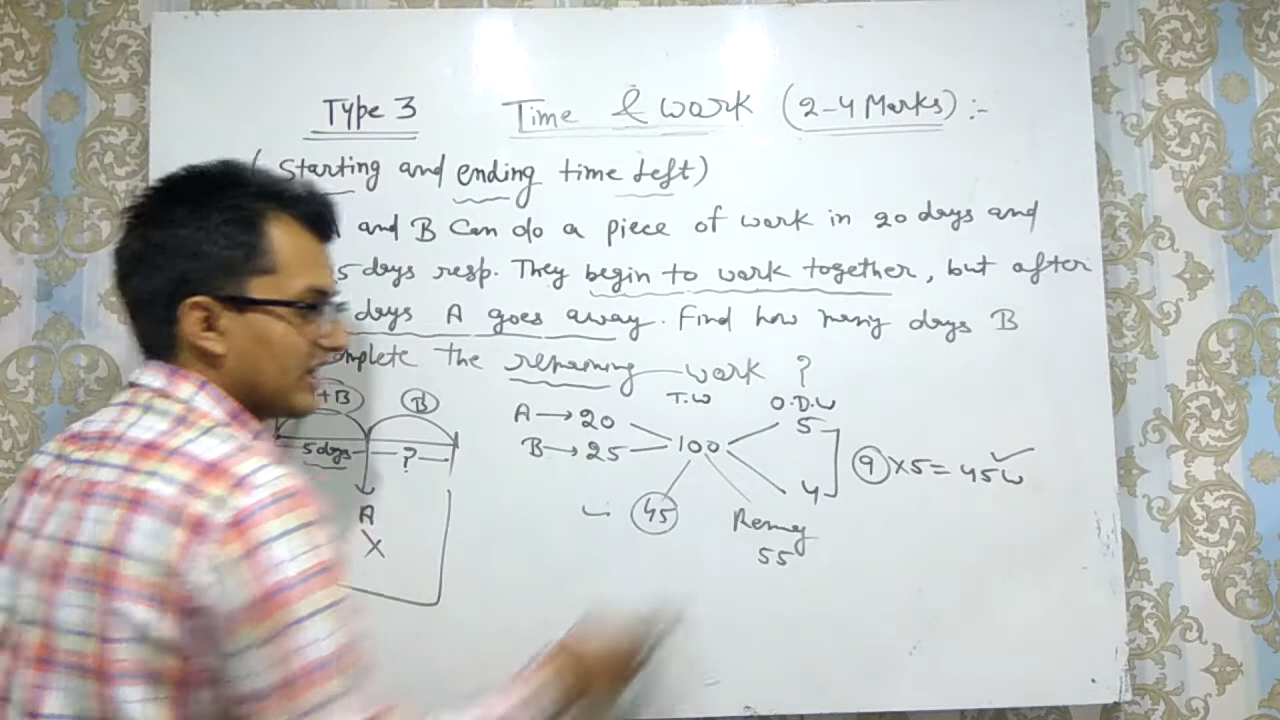 Type 3 Time & work (2-4 Marks) :-
( Starting and ending time left)
and B Can do a piece of work in 20 days and
5 days resp. They begin to work together, but after
days A goes away. Find how many days B
omplete the remaining work ?
+B B
5 days ?
A
X
T.W O.D.W
A → 20 5
B → 25 100
4
9 x 5 = 45 W
45
55